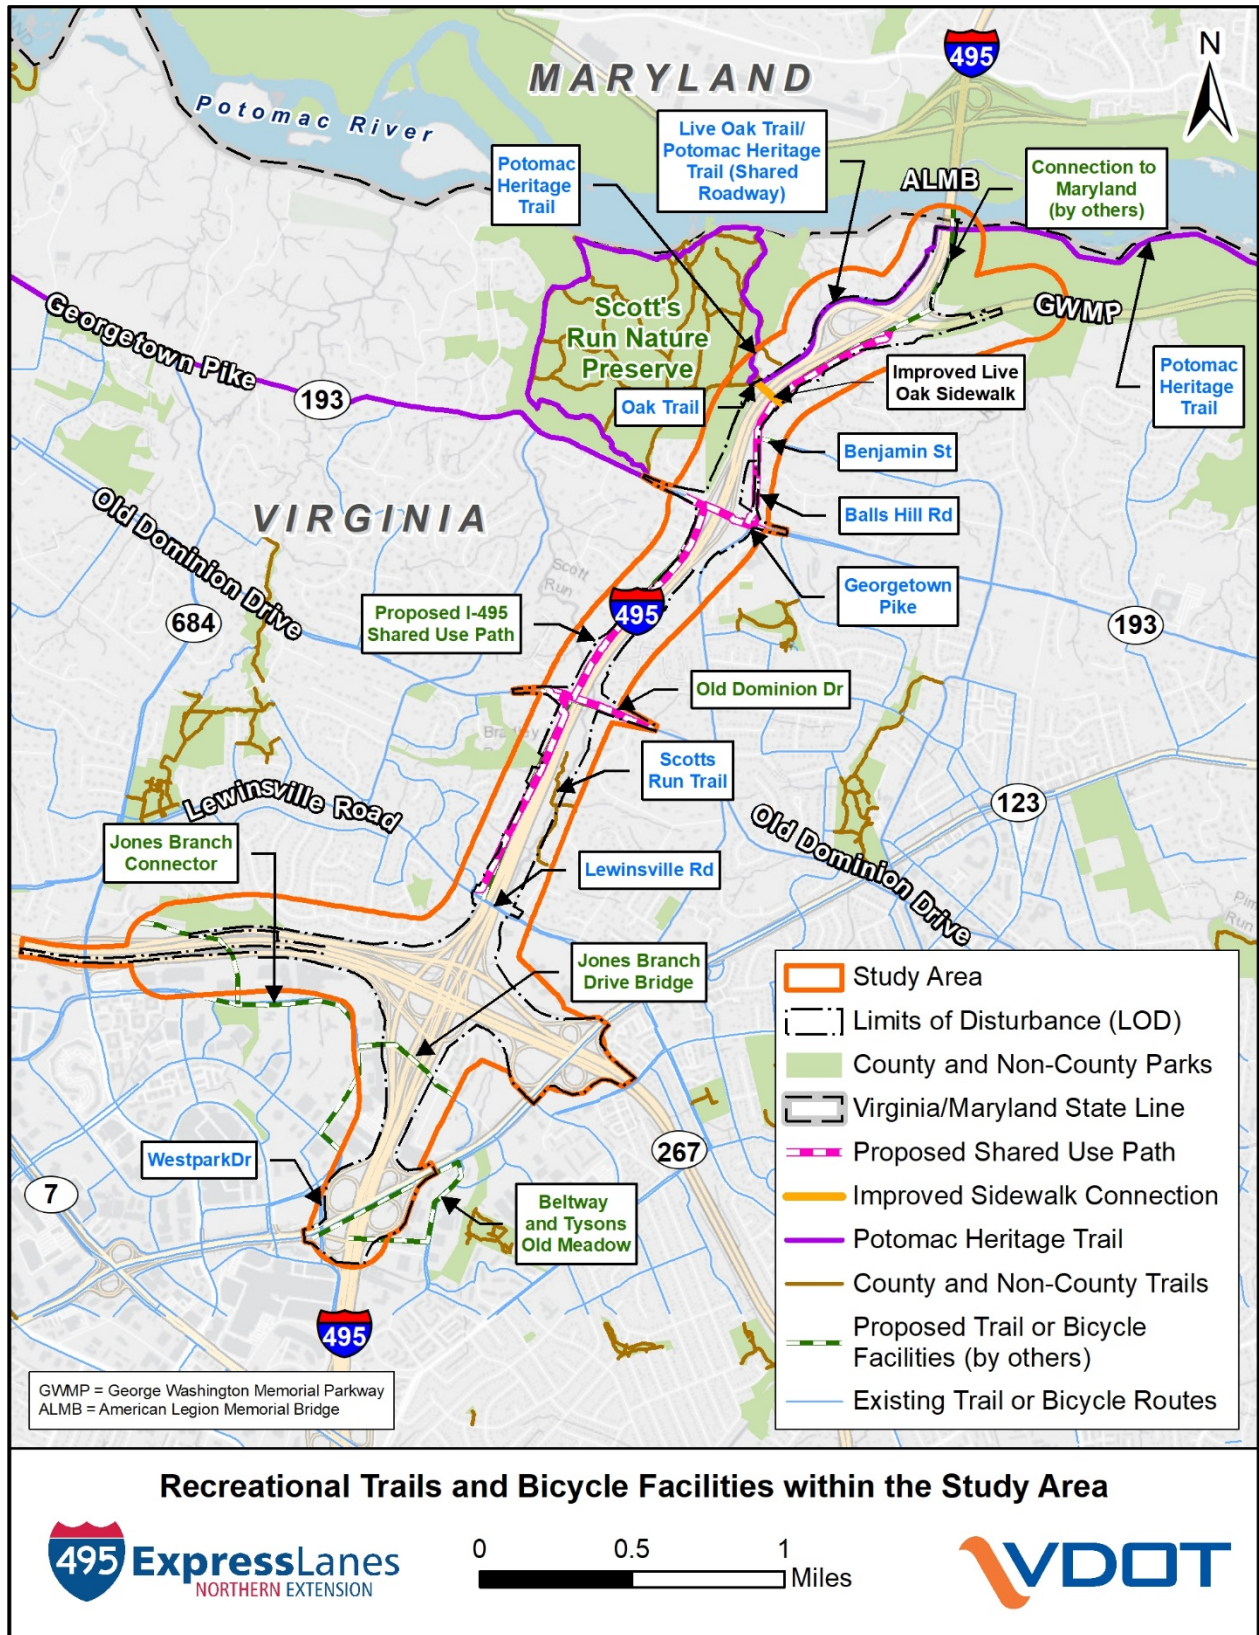 495
MARYLAND
N
Potomac River
Live Oak Trail/
Potomac Heritage
Trail (Shared
Roadway)
Potomac
Heritage
Trail
ALMB
Connection to
Maryland
(by others)
Scott's
Run Nature
Preserve
GWMP
Georgetown Pike
193
Improved Live
Oak Sidewalk
Potomac
Heritage
Trail
Oak Trail
Benjamin St
Old Dominion Drive
VIRGINIA
Balls Hill Rd
Scott
Run
Georgetown
Pike
684
Proposed I-495
Shared Use Path
495
193
Old Dominion Dr
Scotts
Run Trail
Lewinsville Road
123
Jones Branch
Connector
Old Dominion Drive
Lewinsville Rd
Run
Jones Branch
Drive Bridge
WestparkDr
267
7
Beltway
and Tysons
Old Meadow
495
Study Area
Limits of Disturbance (LOD)
County and Non-County Parks
Virginia/Maryland State Line
Proposed Shared Use Path
Improved Sidewalk Connection
Potomac Heritage Trail
County and Non-County Trails
Proposed Trail or Bicycle
Facilities (by others)
Existing Trail or Bicycle Routes
GWMP = George Washington Memorial Parkway
ALMB = American Legion Memorial Bridge
Recreational Trails and Bicycle Facilities within the Study Area
495 ExpressLanes
NORTHERN EXTENSION
0 0.5 1
Miles
VDOT